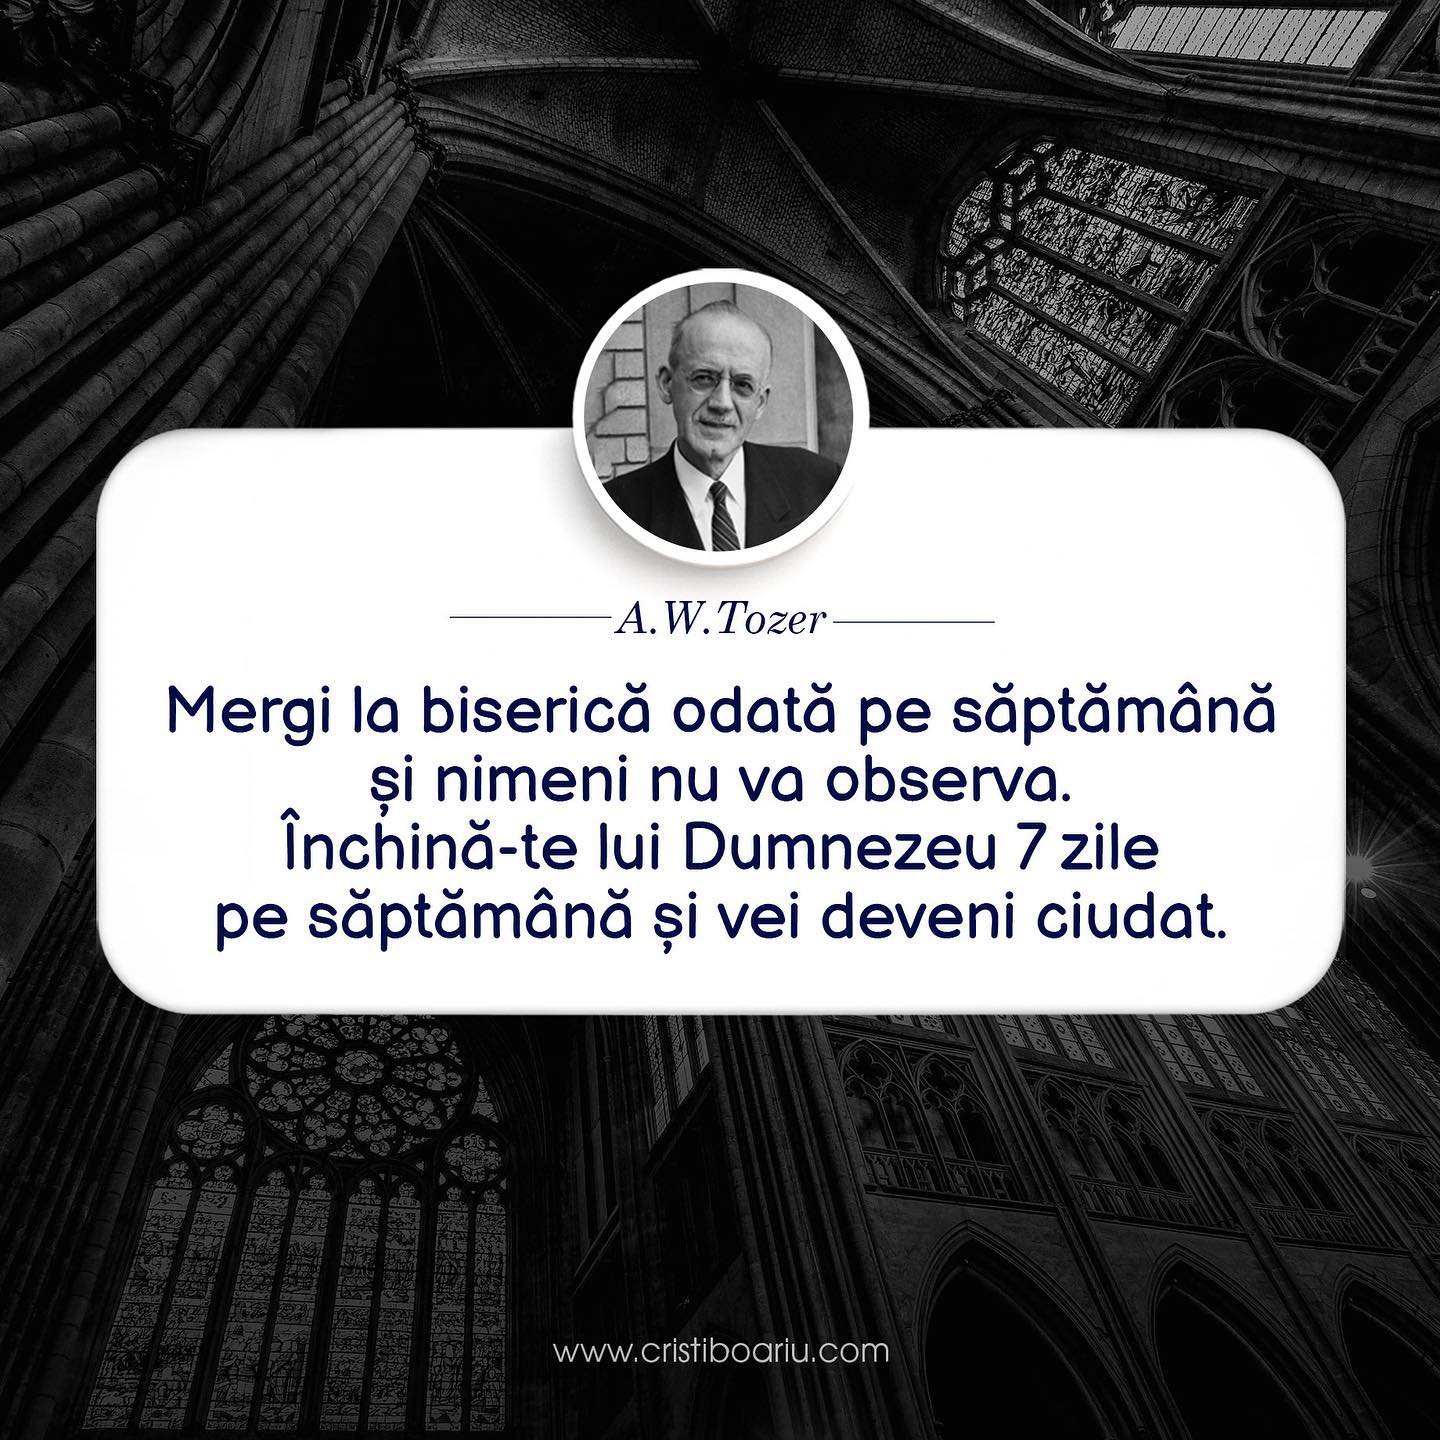 A.W.Tozer
Mergi la biserică odată pe săptămână
și nimeni nu va observa.
Închină-te lui Dumnezeu 7 zile
pe săptămână și vei deveni ciudat.
www.cristiboariu.com